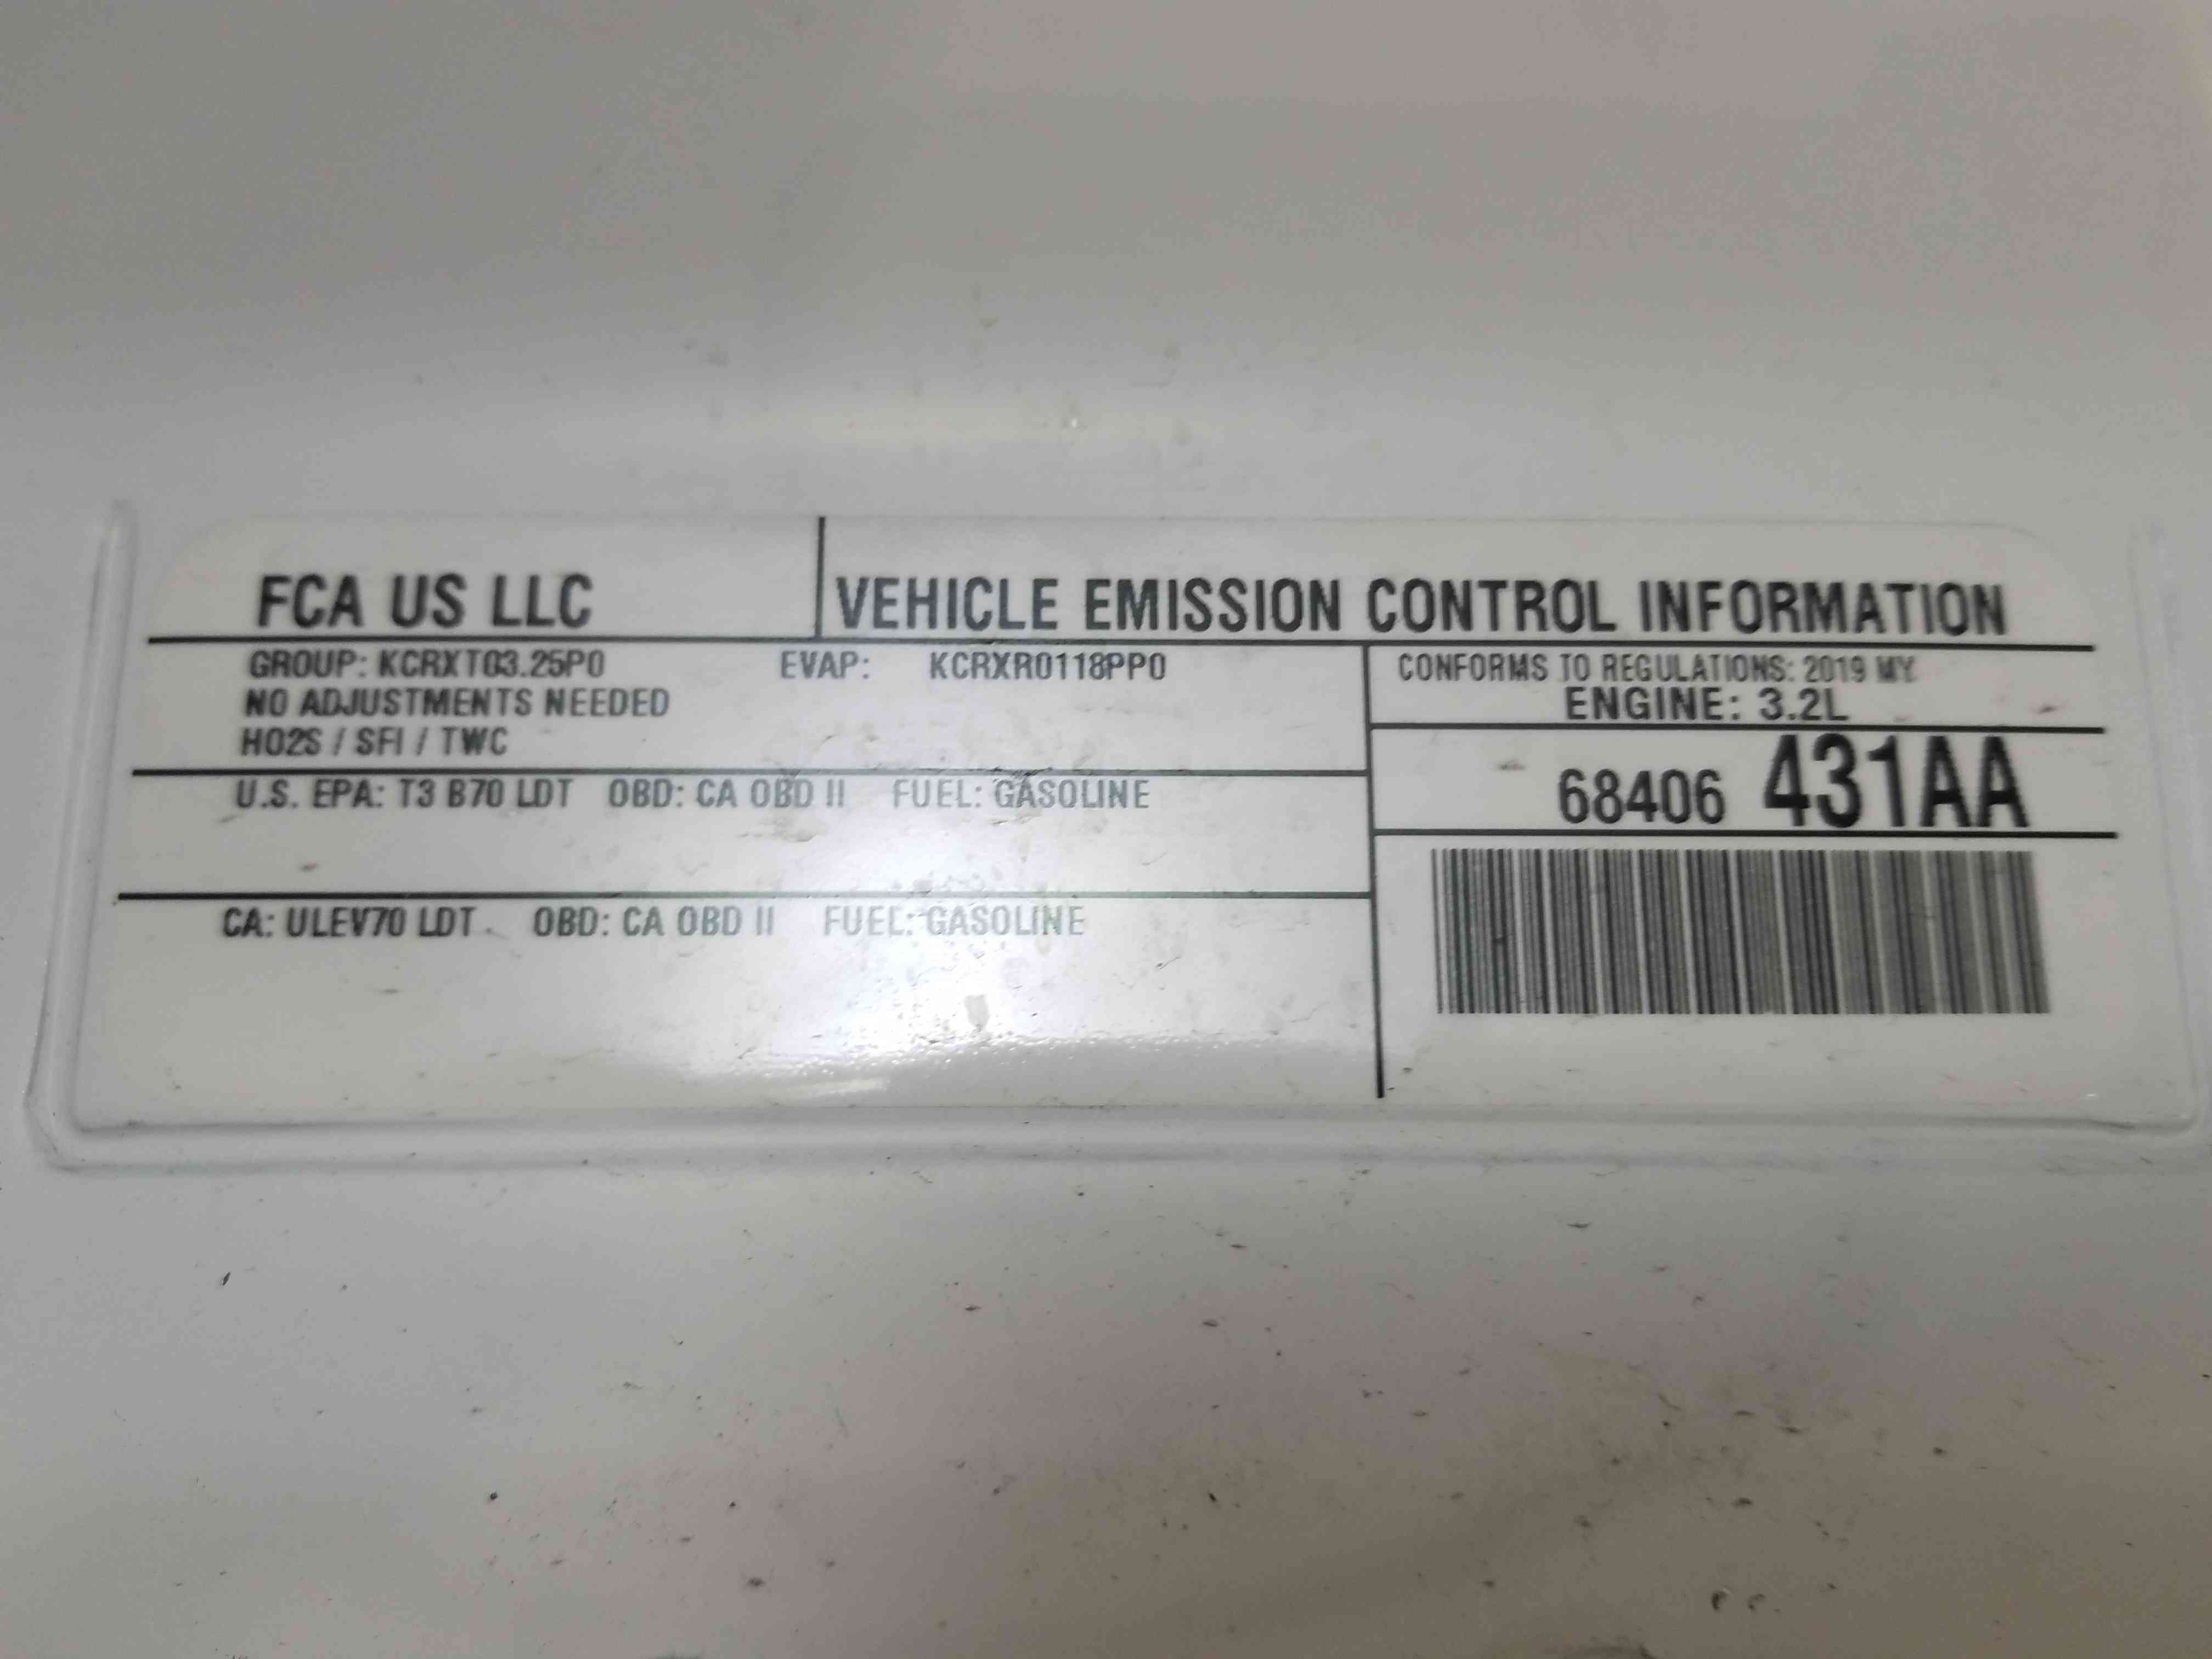 FCA US LLC
VEHICLE EMISSION CONTROL INFORMATION
GROUP: KCRXT03.25P0 EVAP: KCRXR0118PP0
NO ADJUSTMENTS NEEDED
HO2S / SFI / TWC
CONFORMS TO REGULATIONS: 2019 MY
ENGINE: 3.2L
68406 431AA
U.S. EPA: T3 B70 LDT OBD: CA OBD II FUEL: GASOLINE
CA: ULEV70 LDT OBD: CA OBD II FUEL: GASOLINE